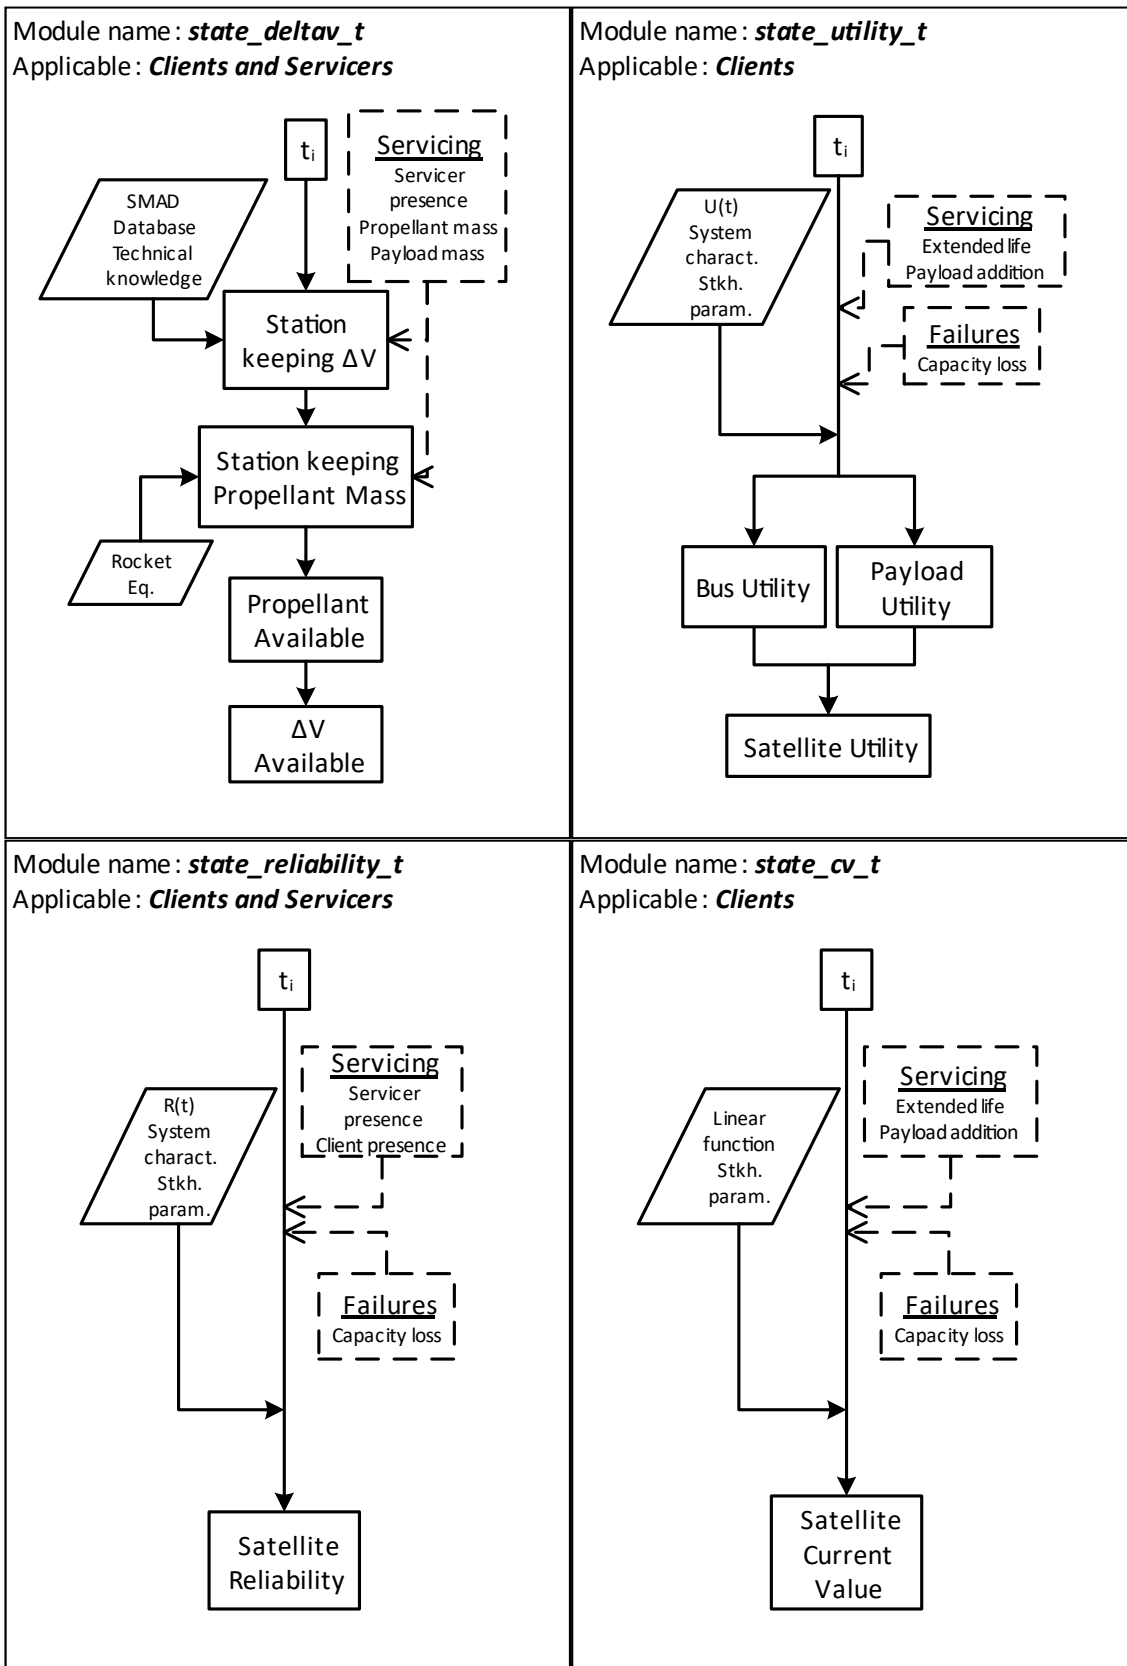 Module name: state_deltav_t
Applicable: Clients and Servicers
t i
Servicing
Servicer
presence
Propellant mass
Payload mass
SMAD
Database
Technical
knowledge
Station
keeping ΔV
Station keeping
Propellant Mass
Rocket
Eq.
Propellant
Available
ΔV
Available
Module name: state_utility_t
Applicable: Clients
t i
U(t)
System
charact.
Stkh.
param.
Servicing
Extended life
Payload addition
Failures
Capacity loss
Bus Utility
Payload
Utility
Satellite Utility
Module name: state_reliability_t
Applicable: Clients and Servicers
t i
Servicing
Servicer
presence
Client presence
R(t)
System
charact.
Stkh.
param.
Failures
Capacity loss
Satellite
Reliability
Module name: state_cv_t
Applicable: Clients
t i
Servicing
Extended life
Payload addition
Linear
function
Stkh.
param.
Failures
Capacity loss
Satellite
Current
Value